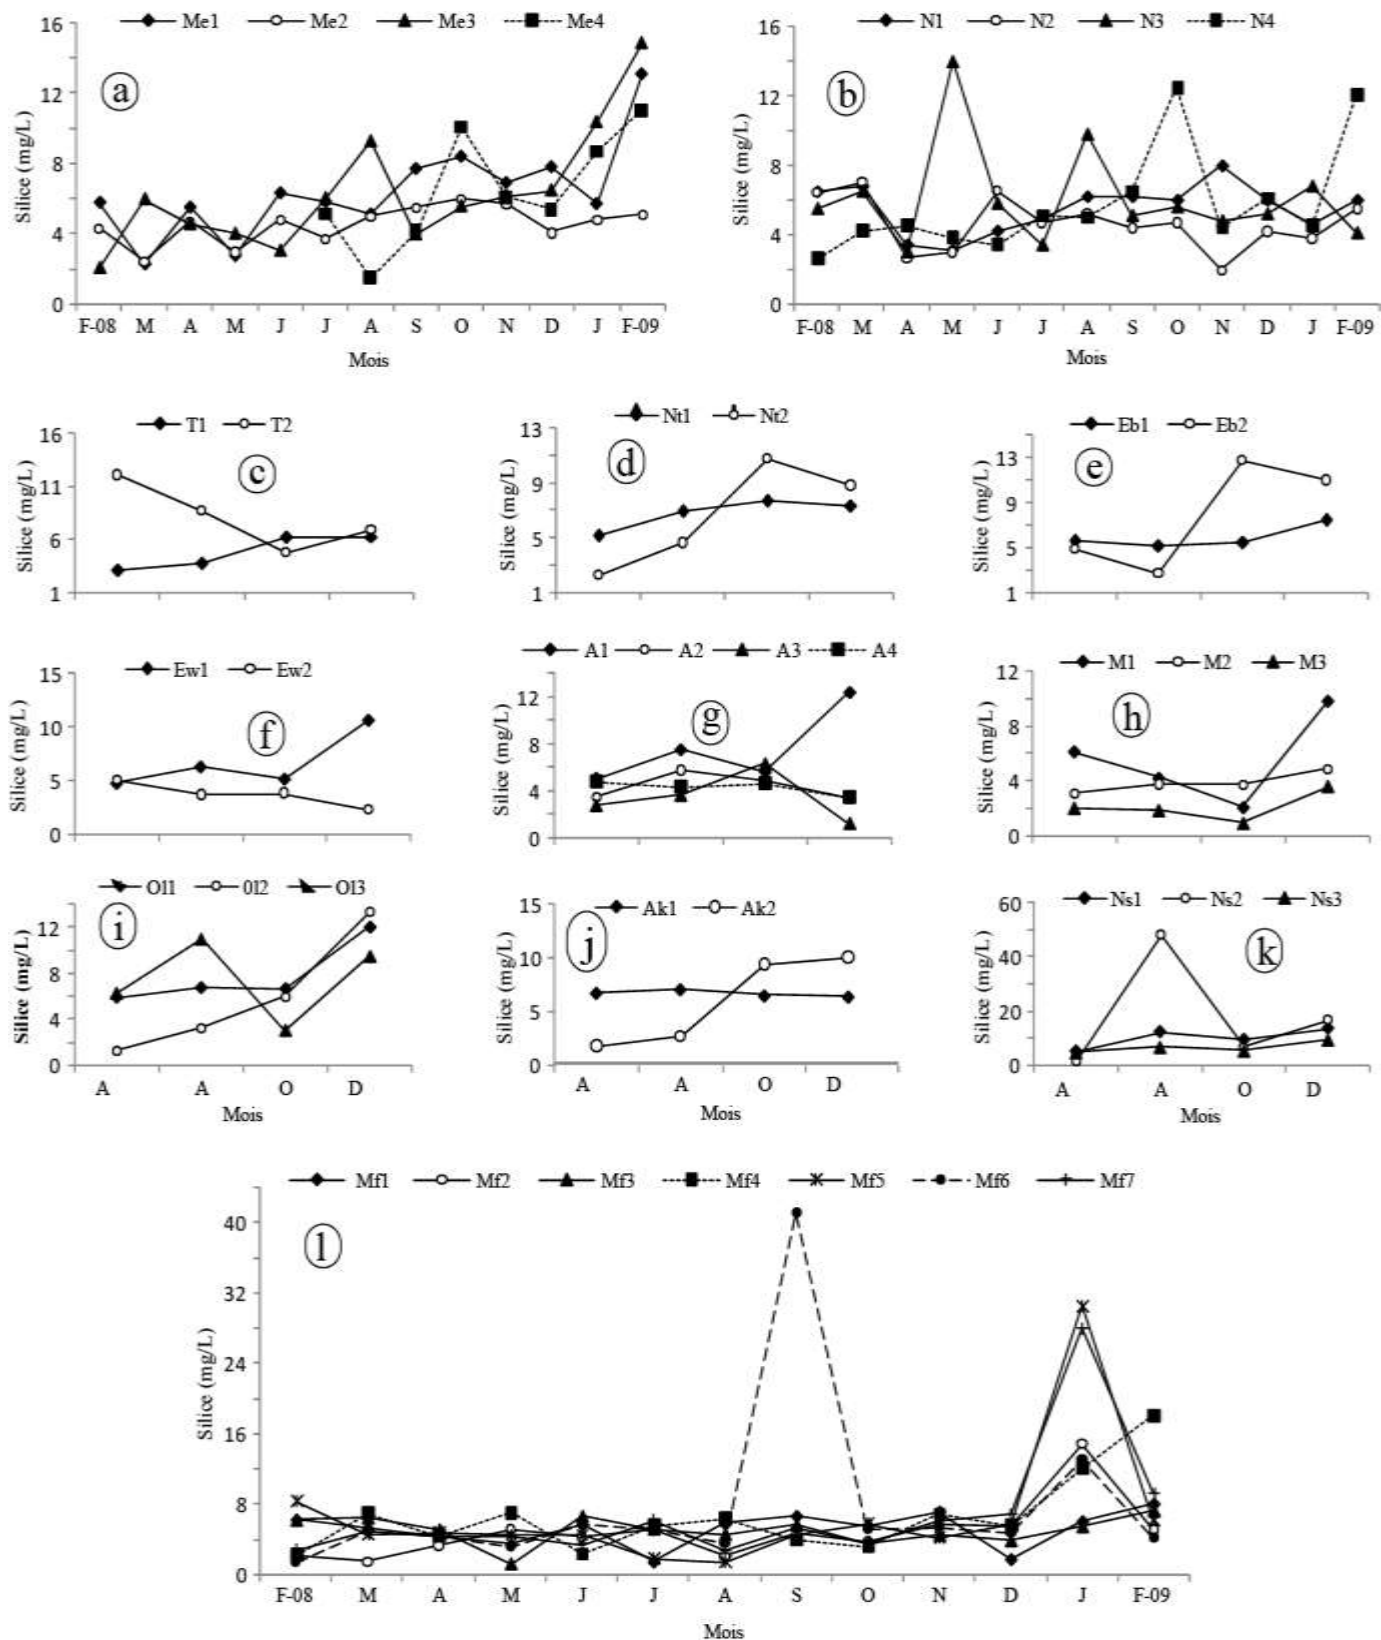 Me1 Me2 Me3 Me4
16
12
8
4
0
Silice (mg/L)
a
F-08 M A M J J A S O N D J F-09
Mois
N1 N2 N3 N4
16
12
8
4
0
Silice (mg/L)
b
F-08 M A M J J A S O N D J F-09
Mois
T1 T2
16
11
6
1
Silice (mg/L)
c
Nt1 Nt2
13
9
5
1
Silice (mg/L)
d
Eb1 Eb2
13
9
5
1
Silice (mg/L)
e
Ew1 Ew2
15
10
5
0
Silice (mg/L)
f
A1 A2 A3 A4
12
8
4
0
Silice (mg/L)
g
M1 M2 M3
12
8
4
0
Silice (mg/L)
h
Ol1 0l2 Ol3
12
8
4
0
Silice (mg/L)
i
A A O D
Mois
Ak1 Ak2
15
10
5
0
Silice (mg/L)
j
A A O D
Mois
Ns1 Ns2 Ns3
60
40
20
0
Silice (mg/L)
k
A A O D
Mois
Mf1 Mf2 Mf3 Mf4 Mf5 Mf6 Mf7
40
32
24
16
8
0
Silice (mg/L)
l
F-08 M A M J J A S O N D J F-09
Mois